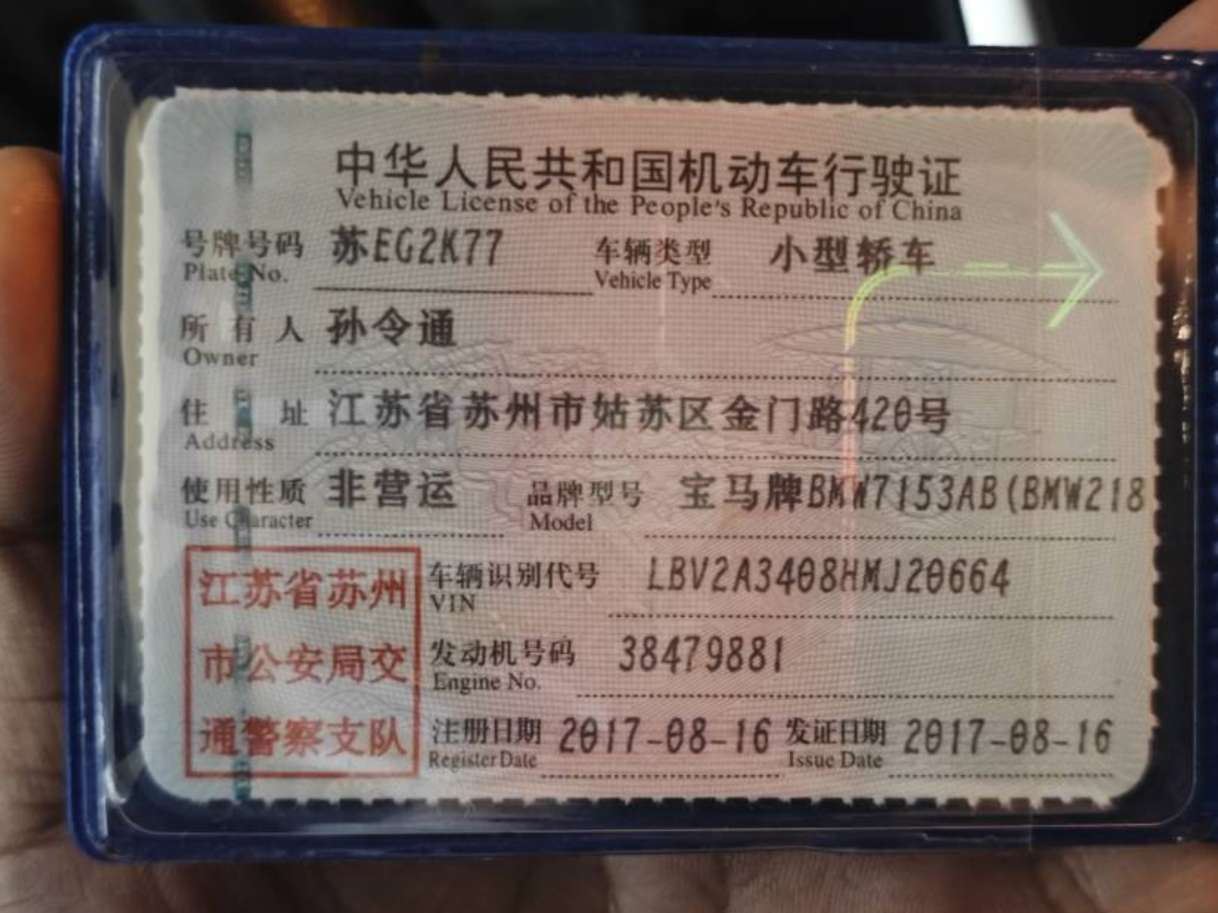 中华人民共和国机动车行驶证
Vehicle License of the People's Republic of China
号牌号码 苏EG2K77 车辆类型 小型轿车
Plate No. Vehicle Type
所有人 孙令通
Owner
住址 江苏省苏州市姑苏区金门路420号
Address
使用性质 非营运 品牌型号 宝马牌BMW7153AB(BMW218
Use Character Model
江苏省苏州
市公安局交
通警察支队
车辆识别代号 LBV2A3408HMJ20664
VIN
发动机号码 38479881
Engine No.
注册日期 2017-08-16 发证日期 2017-08-16
Register Date Issue Date